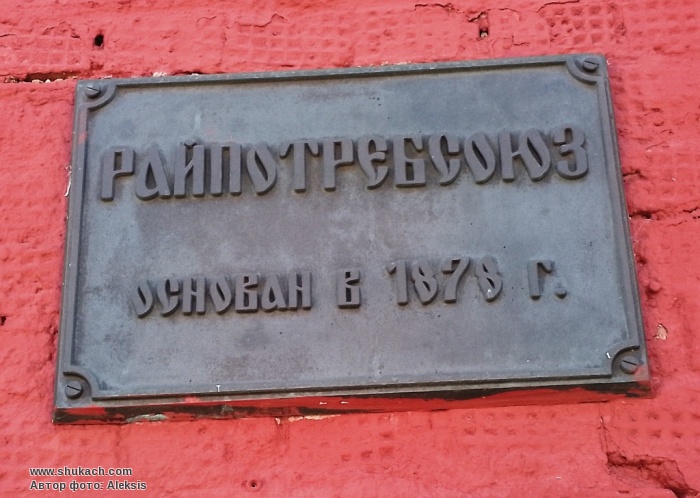 РАЙПОТРЕБСОЮЗ
ОСНОВАН В 1878 Г.
www.shukach.com
Автор фото: Aleksis